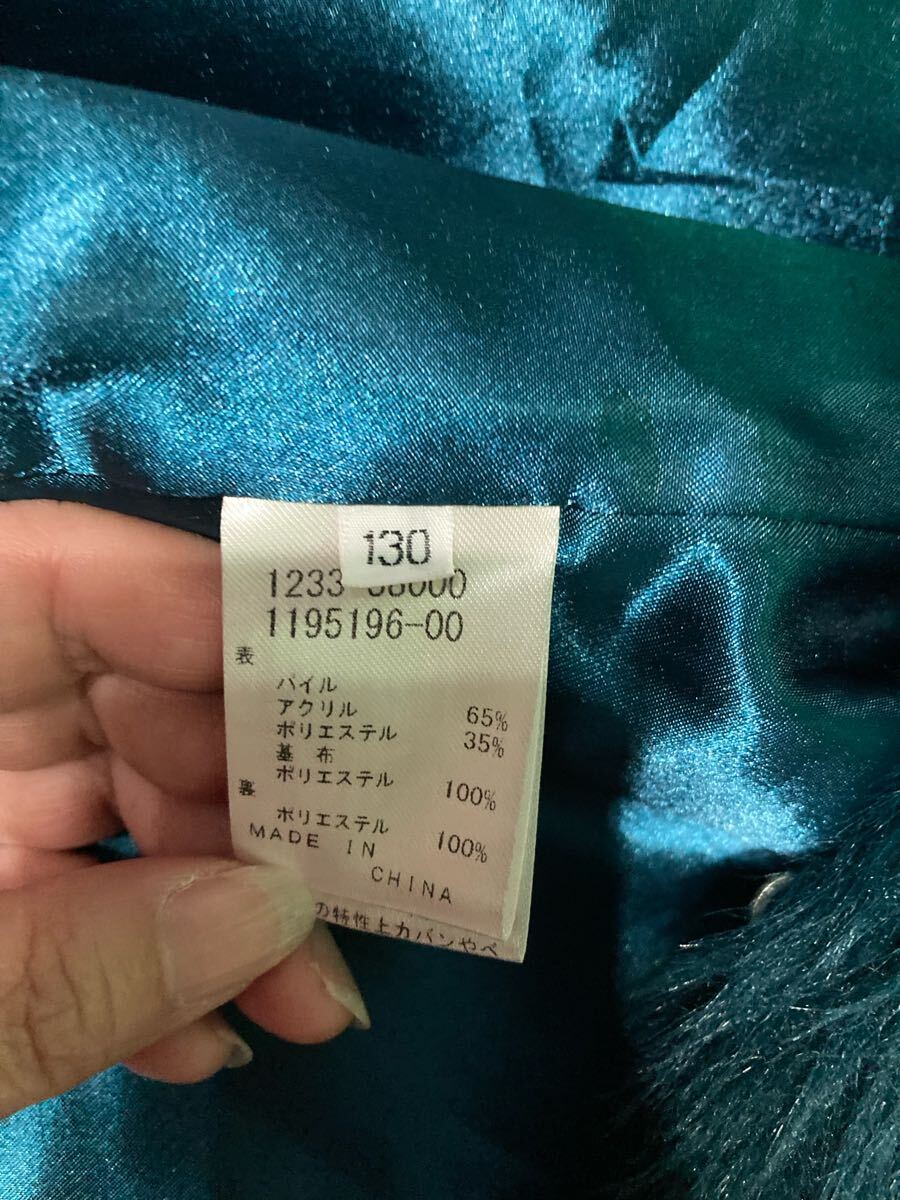 130
1233
1195196-00
表
パイル
アクリル 65%
ポリエステル 35%
基布
ポリエステル 100%
裏
ポリエステル 100%
MADE IN
CHINA
の特性上カバンやベ